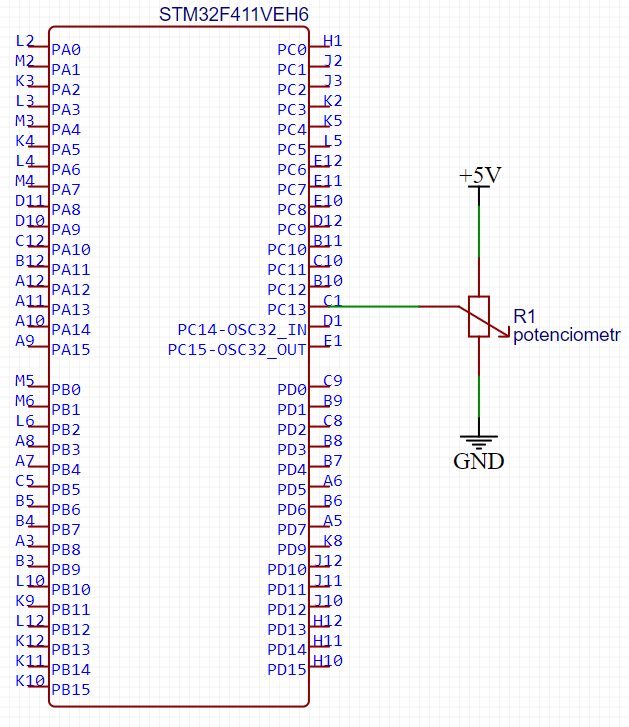 STM32F411VEH6
L2 PA0 PC0 H1
M2 PA1 PC1 J2
K3 PA2 PC2 J3
L3 PA3 PC3 K2
M3 PA4 PC4 K5
K4 PA5 PC5 L5
L4 PA6 PC6 E12
M4 PA7 PC7 E11
D11 PA8 PC8 E10
D10 PA9 PC9 D12
C12 PA10 PC10 B11
B12 PA11 PC11 C10
A12 PA12 PC12 B10
A11 PA13 PC13 C1
A10 PA14 PC14-OSC32_IN D1
A9 PA15 PC15-OSC32_OUT E1
M5 PB0 PD0 C9
M6 PB1 PD1 B9
L6 PB2 PD2 C8
A8 PB3 PD3 B8
A7 PB4 PD4 B7
C5 PB5 PD5 A6
B5 PB6 PD6 B6
B4 PB7 PD7 A5
A3 PB8 PD9 K8
B3 PB9 PD10 J12
L10 PB10 PD11 J11
K9 PB11 PD12 J10
L12 PB12 PD13 H12
K12 PB13 PD14 H11
K11 PB14 PD15 H10
K10 PB15
+5V
R1
potenciometr
GND